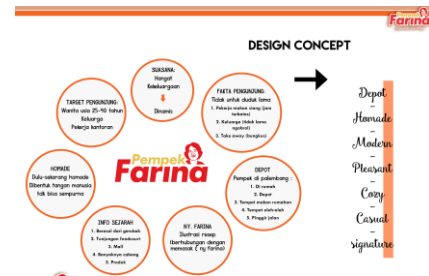 Farina
DESIGN CONCEPT
SUASANA:
Hangat
Kekeluargaan
Dinamis
TARGET PENGUNJUNG:
Wanita usia 25-40 tahun
Keluarga
Pekerja kantoran
FAKTA PENGUNJUNG:
Tidak untuk duduk lama
1. Pekerja makan siang (jam
2. Keluarga (tidak lama
ngobrol)
3. Take away (bungkus)
HOMADE
Dulu-sekarang homade
Dibentuk tangan manusia
tak bisa sempurna
Pempek
Farina
DEPOT
Pempek di palembang :
1. Di rumah
2. Depot
3. Tempat makan rumahan
4. Tempat oleh-oleh
5. Pinggir jalan
INFO SEJARAH
1. Berawal dari gerobak
2. Tunjungan foodcourt
3. Mall
4. Banyaknya cabang
5. Produk
NY. FARINA
Ilustrasi resep
(berhubungan dengan
memasak ( ny farina)
Depot
-
Homade
-
Modern
-
Pleasant
-
Cozy
-
Casual
-
signature